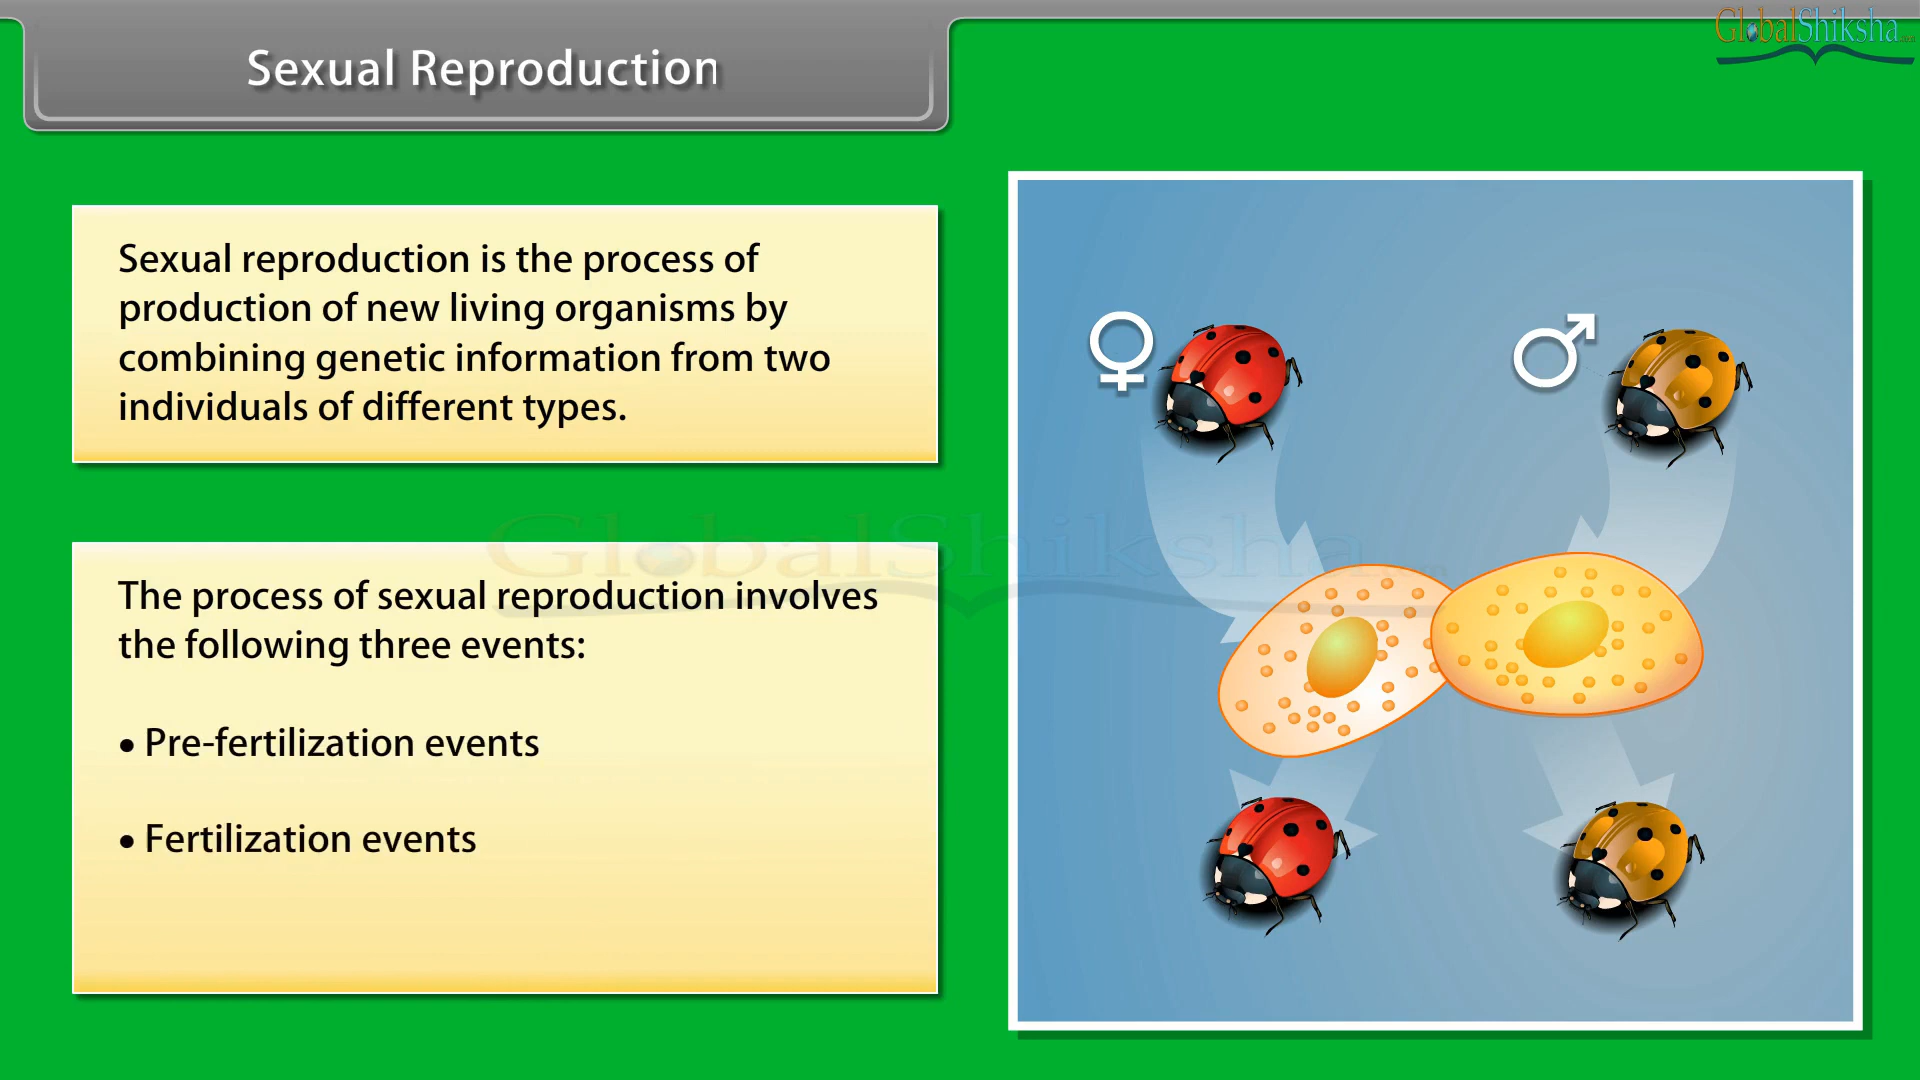 Sexual Reproduction
GlobalShiksha
Sexual reproduction is the process of
production of new living organisms by
combining genetic information from two
individuals of different types.
The process of sexual reproduction involves
the following three events:
• Pre-fertilization events
• Fertilization events
♀
♂
GlobalShiksha.com